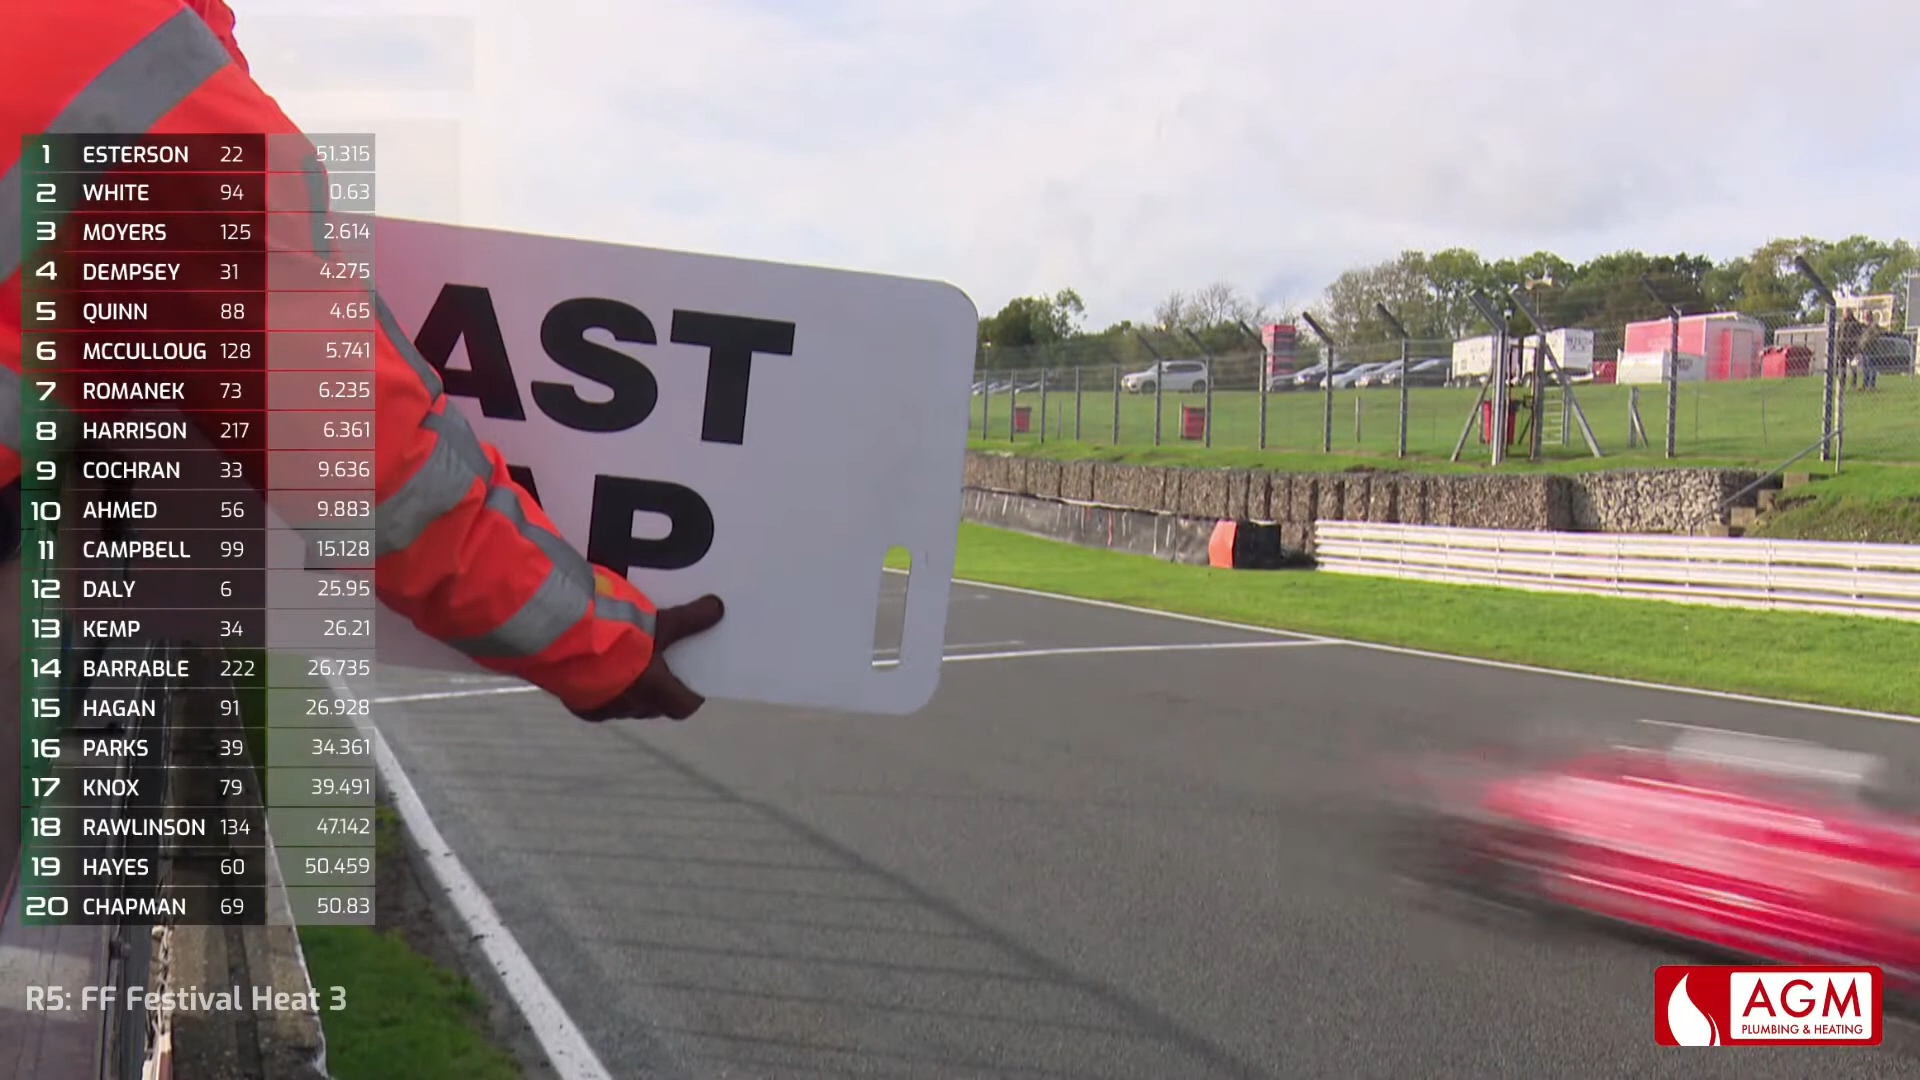 1 ESTERSON 22 51.315
2 WHITE 94 0.63
3 MOYERS 125 2.614
4 DEMPSEY 31 4.275
5 QUINN 88 4.65
6 MCCULLOUG 128 5.741
7 ROMANEK 73 6.235
8 HARRISON 217 6.361
9 COCHRAN 33 9.636
10 AHMED 56 9.883
11 CAMPBELL 99 15.128
12 DALY 6 25.95
13 KEMP 34 26.21
14 BARRABLE 222 26.735
15 HAGAN 91 26.928
16 PARKS 39 34.361
17 KNOX 79 39.491
18 RAWLINSON 134 47.142
19 HAYES 60 50.459
20 CHAPMAN 69 50.83
R5: FF Festival Heat 3
AST
AP
AGM
PLUMBING & HEATING